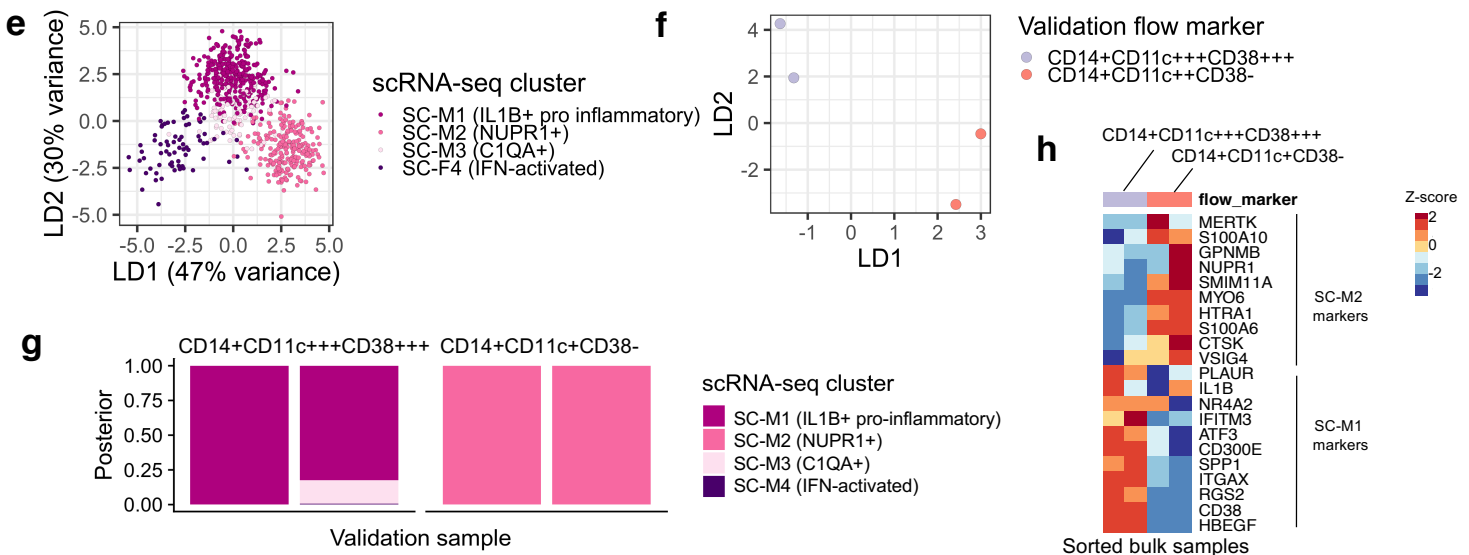 e
5.0
2.5
0.0
-2.5
-5.0
LD2 (30% variance)
-5.0 -2.5 0.0 2.5 5.0
LD1 (47% variance)
scRNA-seq cluster
SC-M1 (IL1B+ pro inflammatory)
SC-M2 (NUPR1+)
SC-M3 (C1QA+)
SC-F4 (IFN-activated)
f
4
2
0
-2
LD2
-1 0 1 2 3
LD1
Validation flow marker
CD14+CD11c+++CD38+++
CD14+CD11c++CD38-
g
CD14+CD11c+++CD38+++ CD14+CD11c+CD38-
1.00
0.75
0.50
0.25
0.00
Posterior
Validation sample
scRNA-seq cluster
SC-M1 (IL1B+ pro-inflammatory)
SC-M2 (NUPR1+)
SC-M3 (C1QA+)
SC-M4 (IFN-activated)
h
CD14+CD11c+++CD38+++
CD14+CD11c+CD38-
flow_marker
MERTK
S100A10
GPNMB
NUPR1
SMIM11A
MYO6
HTRA1
S100A6
CTSK
VSIG4
PLAUR
IL1B
NR4A2
IFITM3
ATF3
CD300E
SPP1
ITGAX
RGS2
CD38
HBEGF
SC-M2
markers
SC-M1
markers
Z-score
2
0
-2
Sorted bulk samples